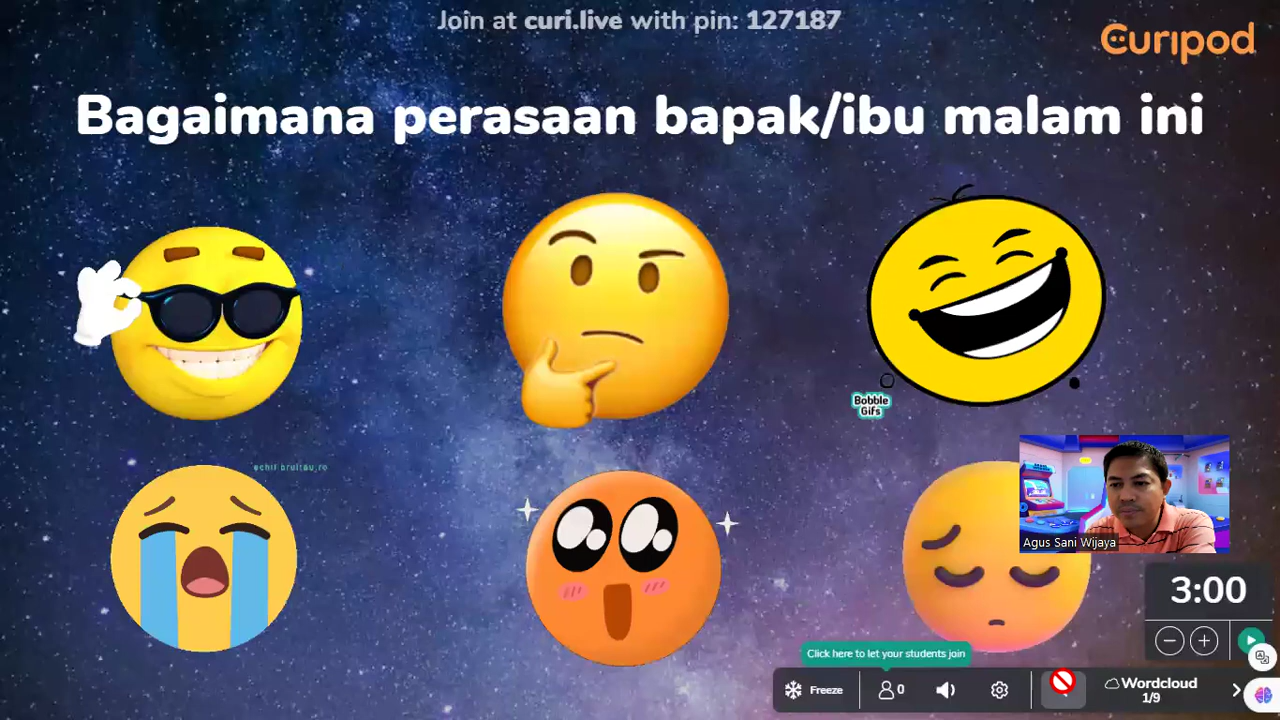 Join at curi.live with pin: 127187
Curipod
Bagaimana perasaan bapak/ibu malam ini
Bobble
Gifs
Agus Sani Wijaya
3:00
Click here to let your students join
Freeze
0
Wordcloud
1/9